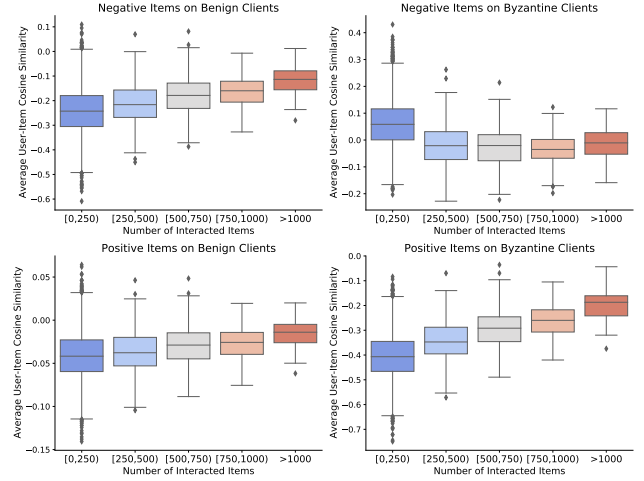 Negative Items on Benign Clients
Average User-Item Cosine Similarity
0.1
0.0
−0.1
−0.2
−0.3
−0.4
−0.5
−0.6
[0,250) [250,500) [500,750) [750,1000) >1000
Number of Interacted Items
Negative Items on Byzantine Clients
Average User-Item Cosine Similarity
0.4
0.3
0.2
0.1
0.0
−0.1
−0.2
[0,250) [250,500) [500,750) [750,1000) >1000
Number of Interacted Items
Positive Items on Benign Clients
Average User-Item Cosine Similarity
0.05
0.00
−0.05
−0.10
−0.15
[0,250) [250,500) [500,750) [750,1000) >1000
Number of Interacted Items
Positive Items on Byzantine Clients
Average User-Item Cosine Similarity
0.0
−0.1
−0.2
−0.3
−0.4
−0.5
−0.6
−0.7
[0,250) [250,500) [500,750) [750,1000) >1000
Number of Interacted Items